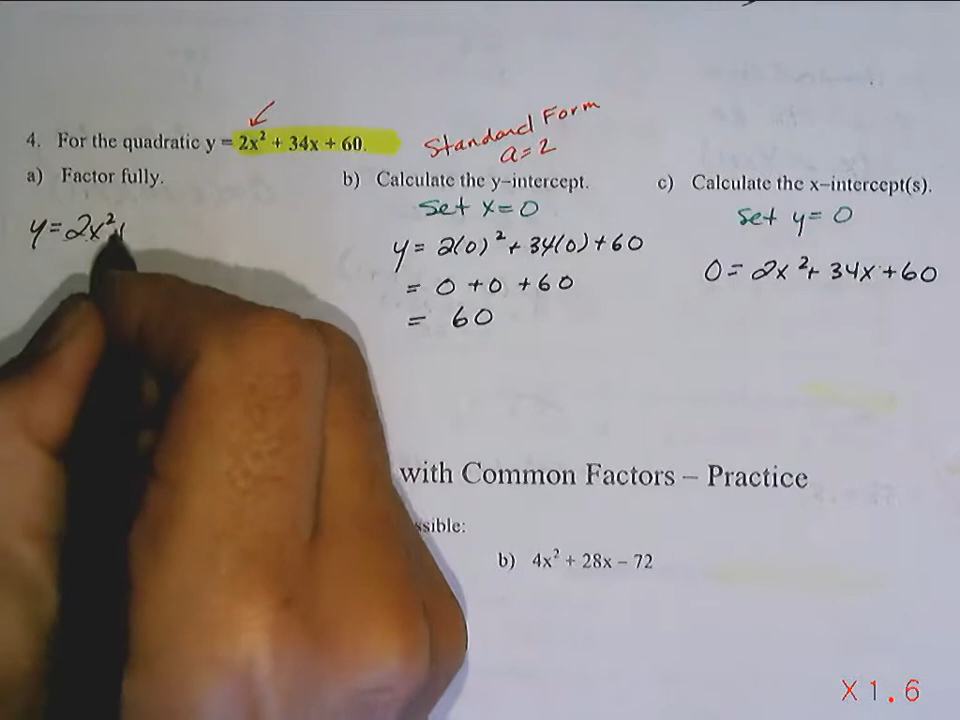 4. For the quadratic y = 2x² + 34x + 60.
Standard Form
a=2
a) Factor fully.
y=2x²
b) Calculate the y–intercept.
Set x=0
y = 2(0)² + 34(0) + 60
= 0 + 0 + 60
= 60
c) Calculate the x–intercept(s).
Set y= 0
0 = 2x² + 34x + 60
with Common Factors – Practice
b) 4x² + 28x – 72
X1.6